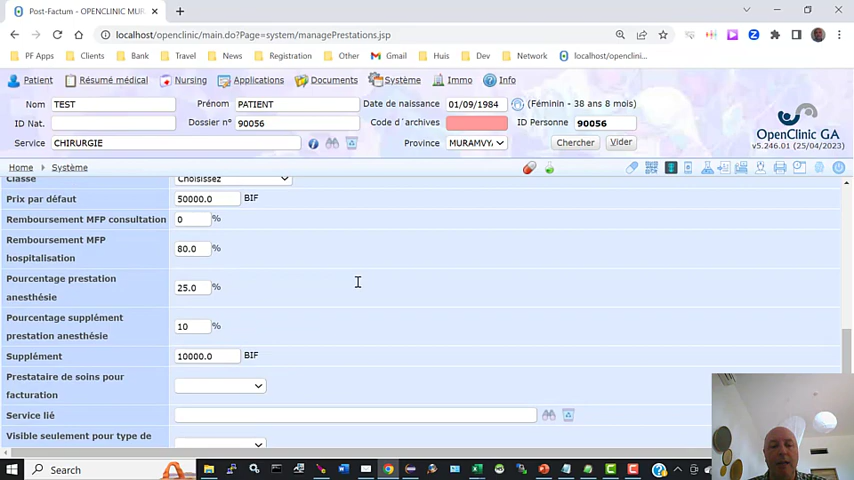 Post-Factum - OPENCLINIC MUR
localhost/openclinic/main.do?Page=system/managePrestations.jsp
PF Apps Clients Travel News Registration Other Gmail Huis Dev Network localhost/openclini...
Patient Résumé médical Nursing Applications Documents Système Immo Info
Nom TEST Prénom PATIENT Date de naissance 01/09/1984 (Féminin - 38 ans 8 mois)
ID Nat. Dossier n° 90056 Code d'archives ID Personne 90056
Service CHIRURGIE Province MURAMVY Chercher Vider
OpenClinic GA
v5.246.01 (25/04/2023)
Home Système
Classe Choisissez
Prix par défaut 50000.0 BIF
Remboursement MFP consultation 0 %
Remboursement MFP
hospitalisation 80.0 %
Pourcentage prestation
anesthésie 25.0 %
Pourcentage supplément
prestation anesthésie 10 %
Supplément 10000.0 BIF
Prestataire de soins pour
facturation
Service lié
Visible seulement pour type de
Search